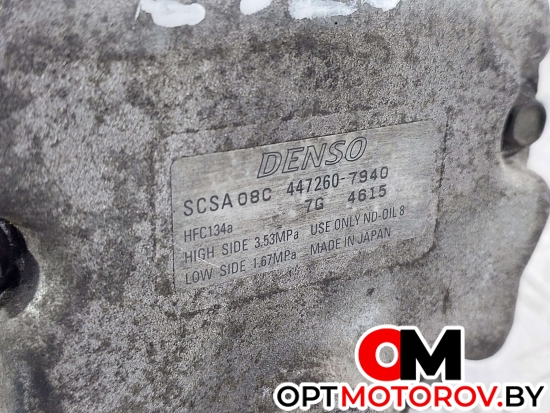 DENSO
SCSA08C 447260-7940
7G 4615
HFC134a
HIGH SIDE 3.53MPa USE ONLY ND-OIL 8
LOW SIDE 1.67MPa MADE IN JAPAN
OM
OPTMOTOROV.BY